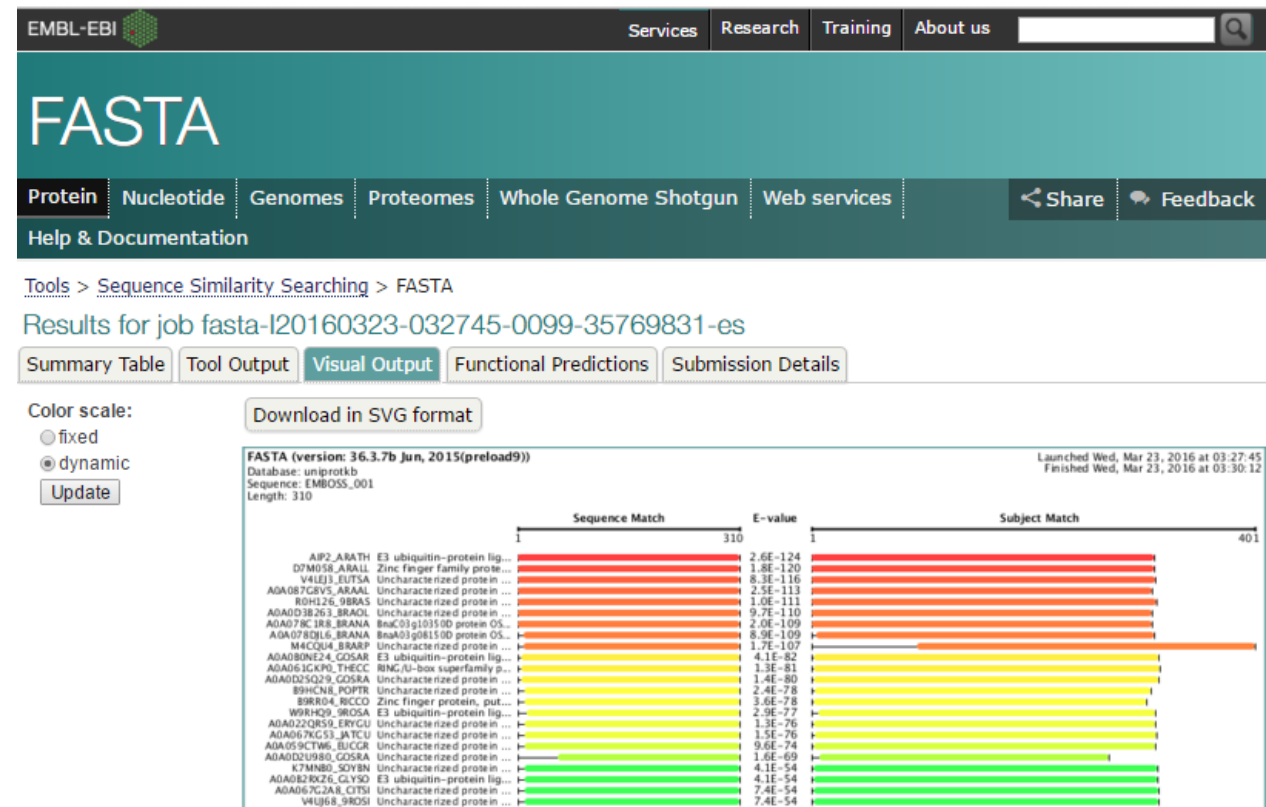 EMBL-EBI Services Research Training About us
FASTA
Protein Nucleotide Genomes Proteomes Whole Genome Shotgun Web services Share Feedback
Help & Documentation
Tools > Sequence Similarity Searching > FASTA
Results for job fasta-I20160323-032745-0099-35769831-es
Summary Table Tool Output Visual Output Functional Predictions Submission Details
Color scale:
fixed
dynamic
Update
Download in SVG format
FASTA (version: 36.3.7b Jun, 2015(preload9)) Launched Wed, Mar 23, 2016 at 03:27:45
Database: uniprotkb Finished Wed, Mar 23, 2016 at 03:30:12
Sequence: EMBOSS_001
Length: 310
Sequence Match E-value Subject Match
1 310 1 401
AIP2_ARATH E3 ubiquitin-protein lig... 2.6E-124
D7M058_ARALL Zinc finger family prote... 1.8E-120
V4LEJ3_EUTSA Uncharacterized protein ... 8.3E-116
A0A087G8V5_ARAAL Uncharacterized protein ... 2.5E-113
R0H126_9BRAS Uncharacterized protein ... 1.0E-111
A0A0D3B263_BRAOL Uncharacterized protein ... 9.7E-110
A0A078C1R8_BRANA BnaC03g10350D protein OS... 2.0E-109
A0A078DJL6_BRANA BnaA03g08150D protein OS... 8.9E-109
M4CQU4_BRARP Uncharacterized protein ... 1.7E-107
A0A0B0NE24_GOSAR E3 ubiquitin-protein lig... 4.1E-82
A0A061GKP0_THECC RING/U-box superfamily p... 1.3E-81
A0A0D2SQ29_GOSRA Uncharacterized protein ... 1.4E-80
B9HCN8_POPTR Uncharacterized protein ... 2.4E-78
B9RR04_RICCO Zinc finger protein, put... 3.6E-78
W9RHQ9_9ROSA E3 ubiquitin-protein lig... 2.9E-77
A0A022QRS9_ERYGU Uncharacterized protein ... 1.3E-76
A0A067KG53_JATCU Uncharacterized protein ... 1.5E-76
A0A059CTW6_EUCGR Uncharacterized protein ... 9.6E-74
A0A0D2U980_GOSRA Uncharacterized protein ... 1.6E-69
K7MNB0_SOYBN Uncharacterized protein ... 4.1E-54
A0A0B2RXZ6_GLYSO E3 ubiquitin-protein lig... 4.1E-54
A0A067G2A8_CITSI Uncharacterized protein ... 7.4E-54
V4UJ68_9ROSI Uncharacterized protein ... 7.4E-54